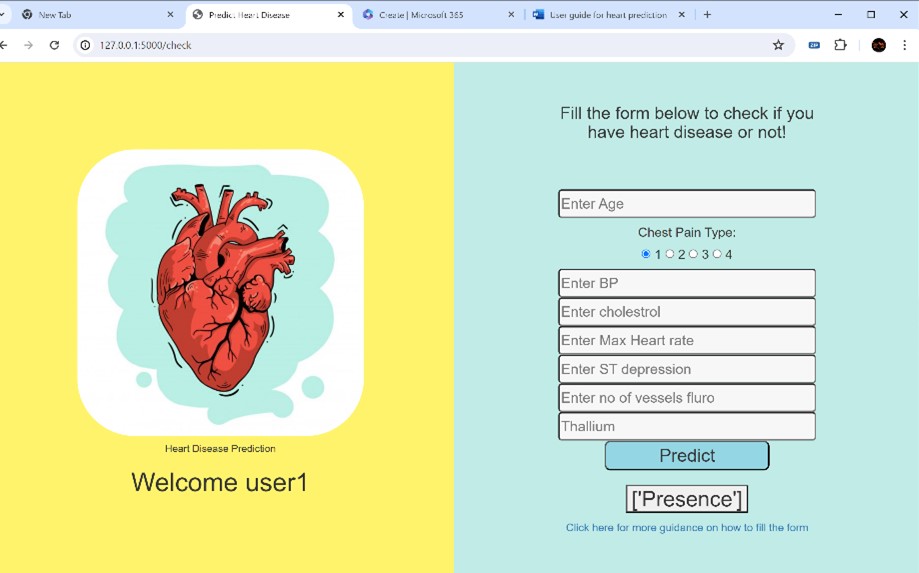 New Tab
Predict Heart Disease
Create | Microsoft 365
User guide for heart prediction
127.0.0.1:5000/check
ZIP
Heart Disease Prediction
Welcome user1
Fill the form below to check if you
have heart disease or not!
Enter Age
Chest Pain Type:
1 2 3 4
Enter BP
Enter cholestrol
Enter Max Heart rate
Enter ST depression
Enter no of vessels fluro
Thallium
Predict
['Presence']
Click here for more guidance on how to fill the form